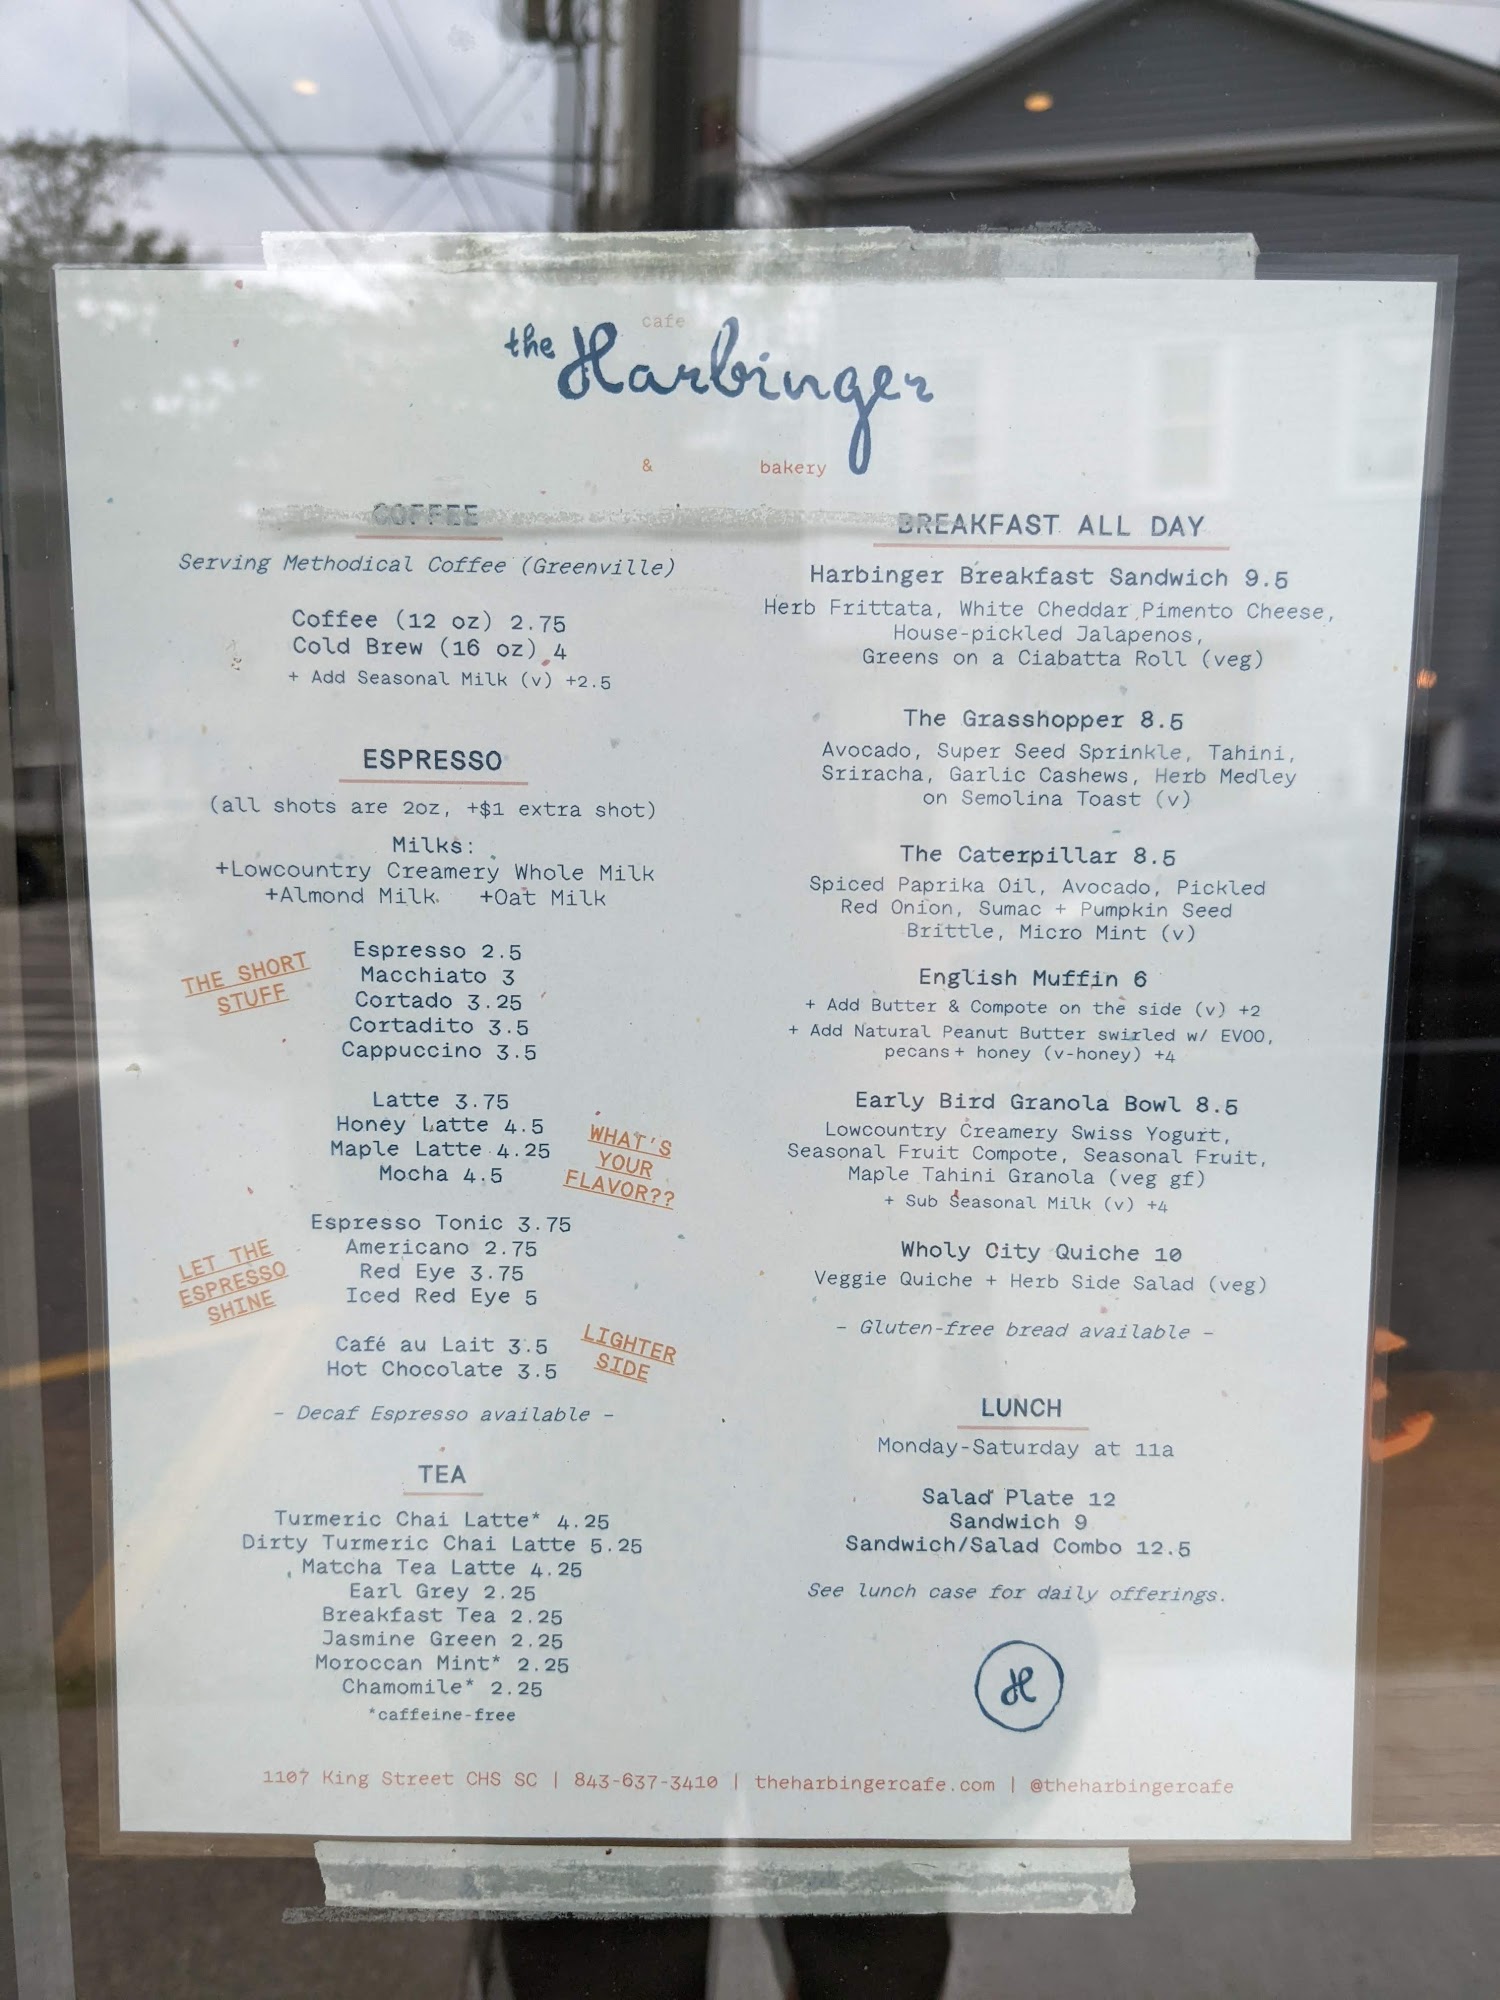 cafe
the Harbinger
& bakery
COFFEE
Serving Methodical Coffee (Greenville)
Coffee (12 oz) 2.75
Cold Brew (16 oz) 4
+ Add Seasonal Milk (v) +2.5
ESPRESSO
(all shots are 2oz, +$1 extra shot)
Milks:
+Lowcountry Creamery Whole Milk
+Almond Milk +Oat Milk
THE SHORT
STUFF
Espresso 2.5
Macchiato 3
Cortado 3.25
Cortadito 3.5
Cappuccino 3.5
Latte 3.75
Honey Latte 4.5
Maple Latte 4.25
Mocha 4.5
WHAT'S
YOUR
FLAVOR??
Espresso Tonic 3.75
Americano 2.75
Red Eye 3.75
Iced Red Eye 5
LET THE
ESPRESSO
SHINE
Café au Lait 3.5
Hot Chocolate 3.5
LIGHTER
SIDE
- Decaf Espresso available -
TEA
Turmeric Chai Latte* 4.25
Dirty Turmeric Chai Latte 5.25
Matcha Tea Latte 4.25
Earl Grey 2.25
Breakfast Tea 2.25
Jasmine Green 2.25
Moroccan Mint* 2.25
Chamomile* 2.25
*caffeine-free
BREAKFAST ALL DAY
Harbinger Breakfast Sandwich 9.5
Herb Frittata, White Cheddar Pimento Cheese,
House-pickled Jalapenos,
Greens on a Ciabatta Roll (veg)
The Grasshopper 8.5
Avocado, Super Seed Sprinkle, Tahini,
Sriracha, Garlic Cashews, Herb Medley
on Semolina Toast (v)
The Caterpillar 8.5
Spiced Paprika Oil, Avocado, Pickled
Red Onion, Sumac + Pumpkin Seed
Brittle, Micro Mint (v)
English Muffin 6
+ Add Butter & Compote on the side (v) +2
+ Add Natural Peanut Butter swirled w/ EVOO,
pecans + honey (v-honey) +4
Early Bird Granola Bowl 8.5
Lowcountry Creamery Swiss Yogurt,
Seasonal Fruit Compote, Seasonal Fruit,
Maple Tahini Granola (veg gf)
+ Sub Seasonal Milk (v) +4
Wholy City Quiche 10
Veggie Quiche + Herb Side Salad (veg)
- Gluten-free bread available -
LUNCH
Monday-Saturday at 11a
Salad Plate 12
Sandwich 9
Sandwich/Salad Combo 12.5
See lunch case for daily offerings.
H
1107 King Street CHS SC | 843-637-3410 | theharbingercafe.com | @theharbingercafe